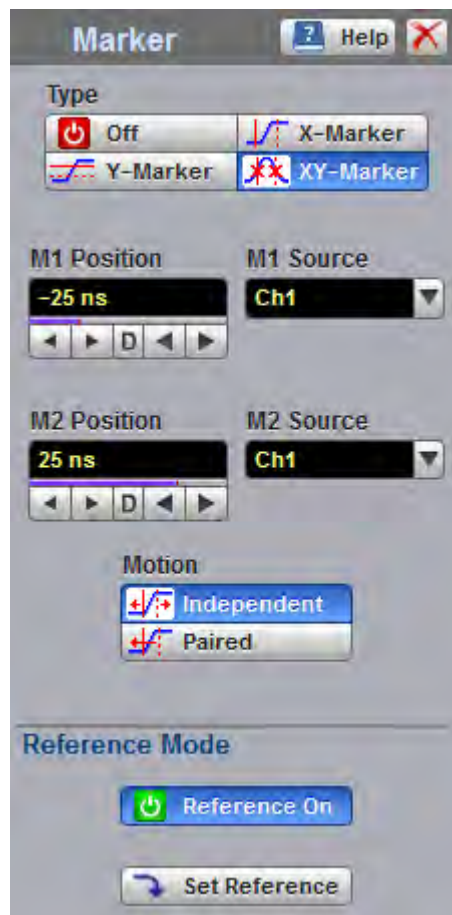 Marker ? Help
Type
Off X-Marker
Y-Marker XY-Marker
M1 Position M1 Source
-25 ns Ch1
D
M2 Position M2 Source
25 ns Ch1
D
Motion
Independent
Paired
Reference Mode
Reference On
Set Reference